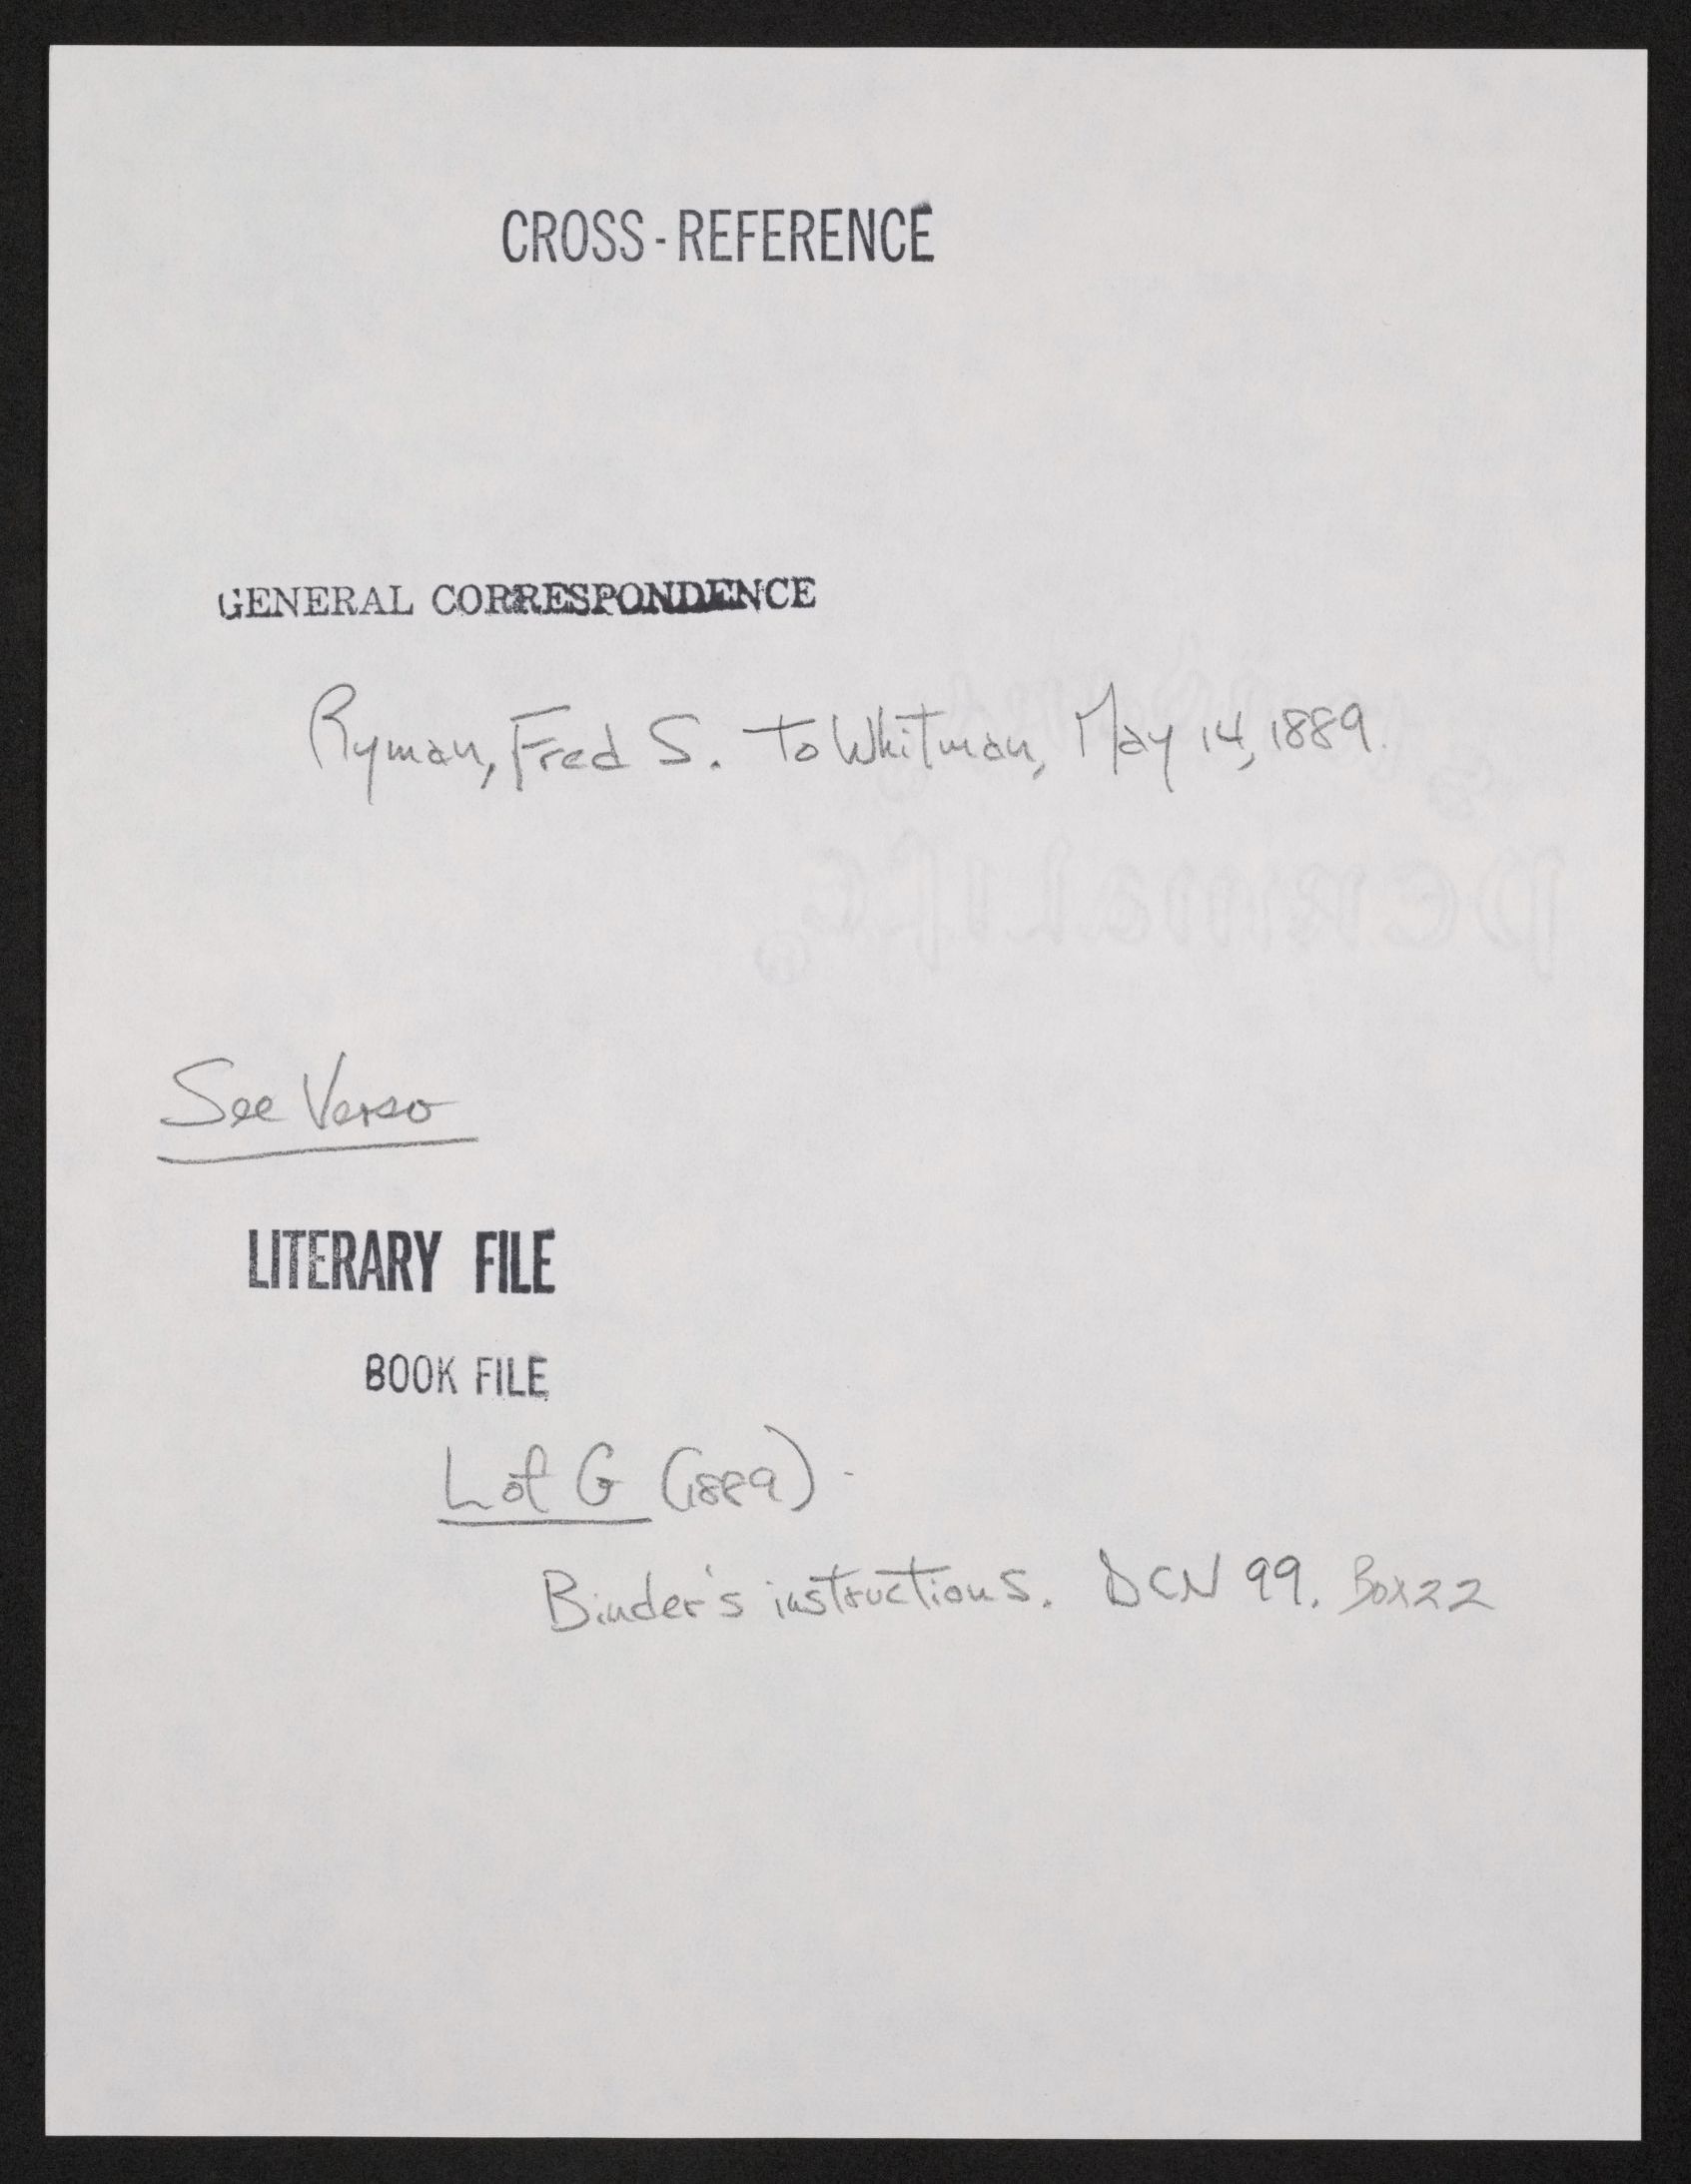 CROSS-REFERENCE
GENERAL CORRESPONDENCE
Ryman, Fred S. To Whitman, May 14, 1889.
See Verso
LITERARY FILE
BOOK FILE
L of G (1889).
Binder's instructions. DCN 99. Box 22